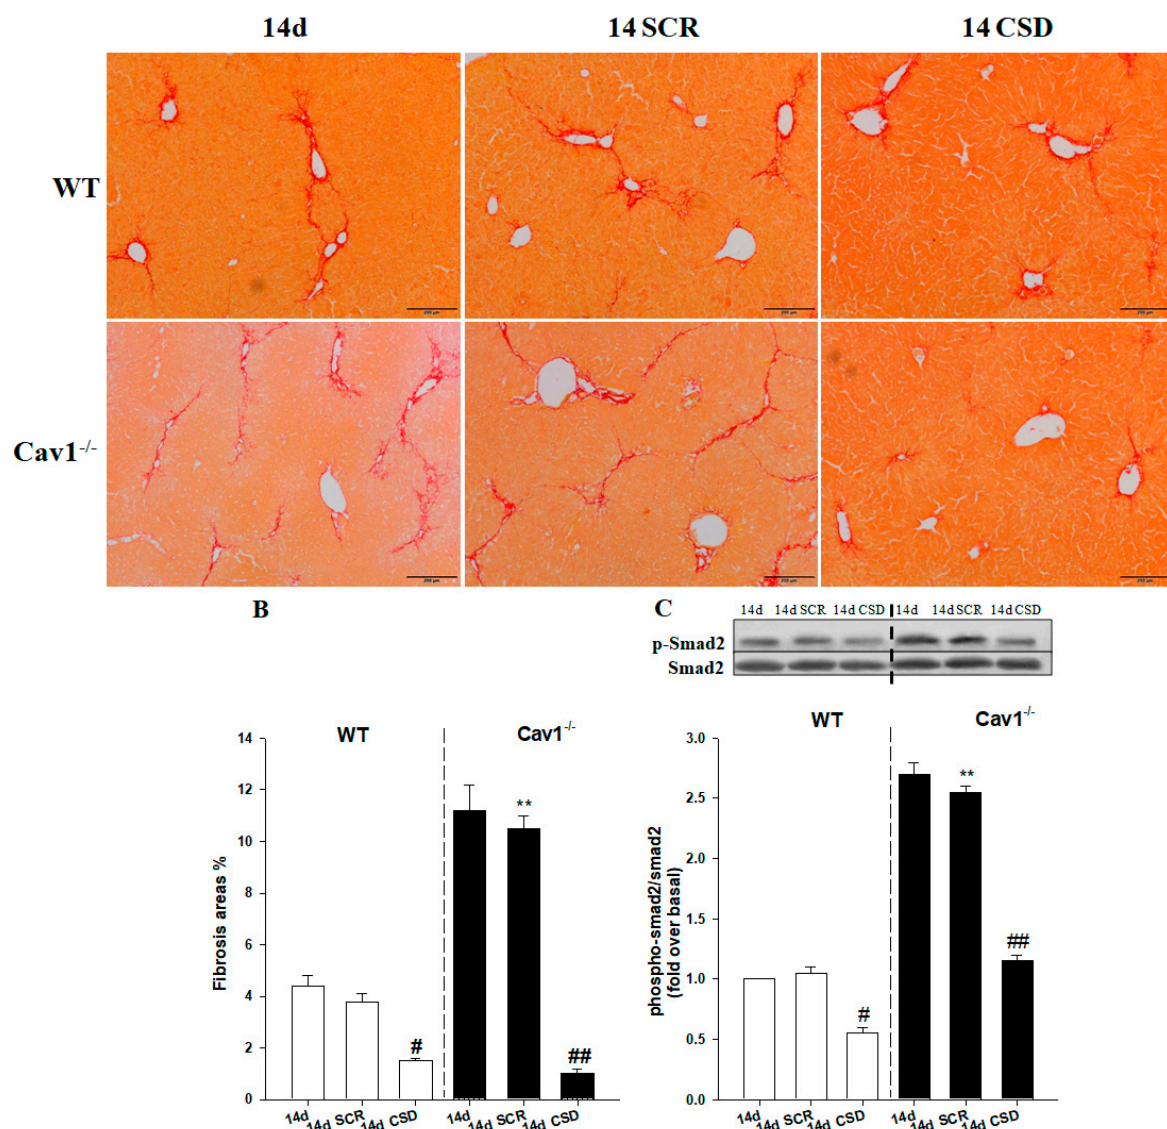 14d 14 SCR 14 CSD
WT
Cav1-/-
B
C
14d 14d SCR 14d CSD 14d 14d SCR 14d CSD
p-Smad2
Smad2
WT Cav1-/-
Fibrosis areas %
14
12
10
8
6
4
2
0
**
#
##
14d 14d SCR 14d CSD 14d 14d SCR 14d CSD
WT Cav1-/-
phospho-smad2/smad2
(fold over basal)
3.0
2.5
2.0
1.5
1.0
0.5
0.0
**
#
##
14d 14d SCR 14d CSD 14d 14d SCR 14d CSD